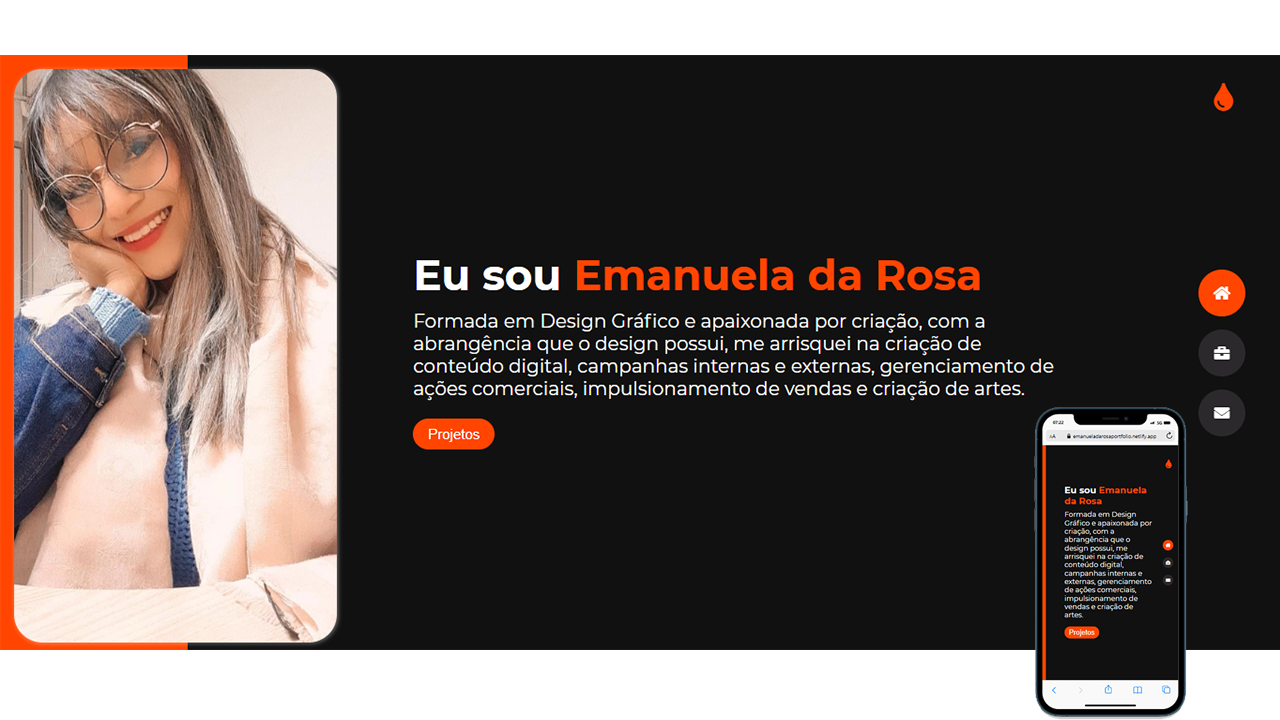 Eu sou Emanuela da Rosa
Formada em Design Gráfico e apaixonada por criação, com a
abrangência que o design possui, me arrisquei na criação de
conteúdo digital, campanhas internas e externas, gerenciamento de
ações comerciais, impulsionamento de vendas e criação de artes.
Projetos
07:22
5G
AA
emanueladarosaportfolio.netlify.app
Eu sou Emanuela
da Rosa
Formada em Design
Gráfico e apaixonada por
criação, com a
abrangência que o
design possui, me
arrisquei na criação de
conteúdo digital,
campanhas internas e
externas, gerenciamento
de ações comerciais,
impulsionamento de
vendas e criação de
artes.
Projetos